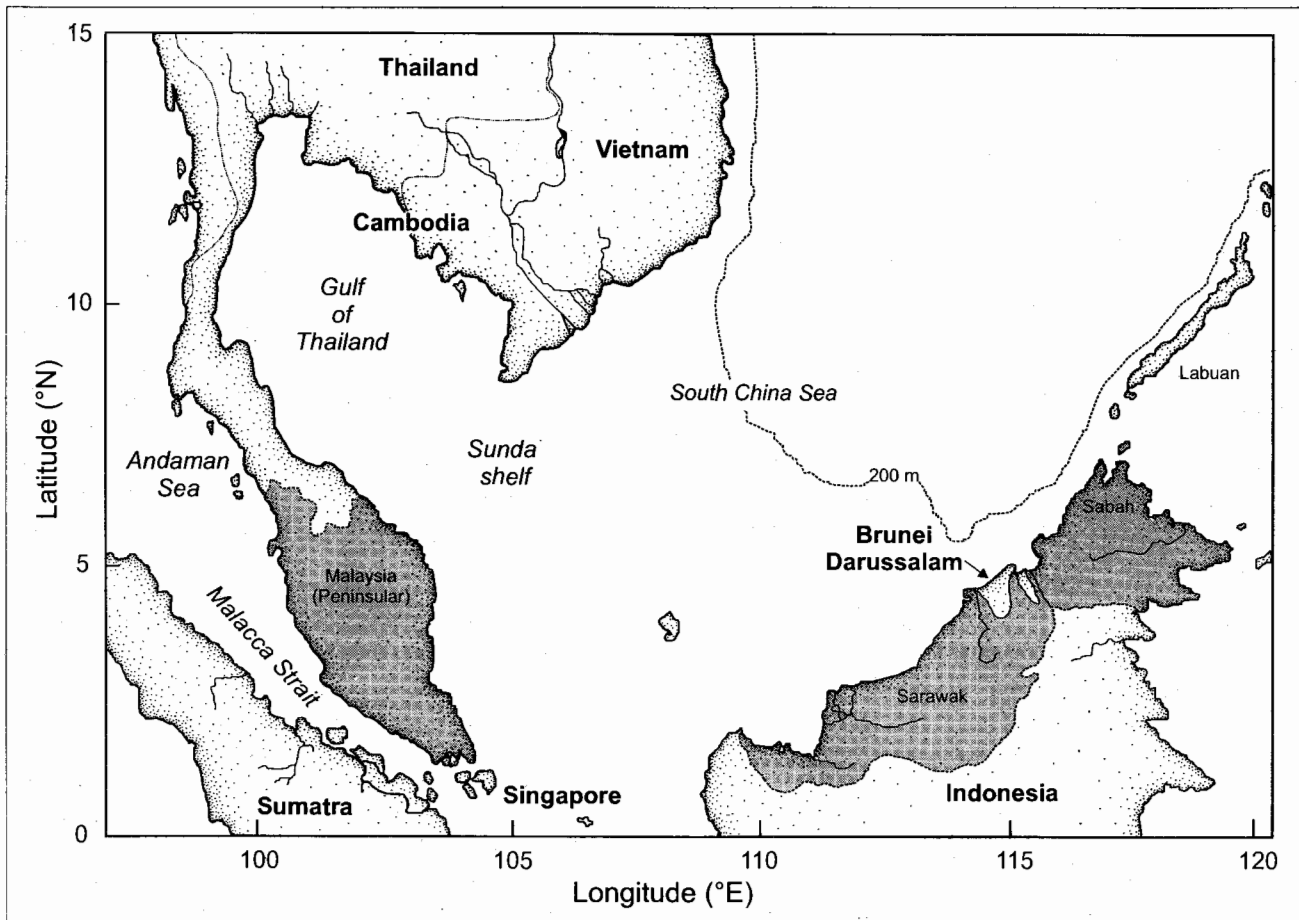 15
Thailand
Vietnam
Cambodia
10
Gulf
of
Thailand
Labuan
South China Sea
Sunda
shelf
Andaman
Sea
200 m
Sabah
Brunei
Darussalam
5
Malaysia
(Peninsular)
Malacca Strait
Sarawak
Sumatra
Singapore
Indonesia
0
100
105
110
115
120
Latitude (°N)
Longitude (°E)